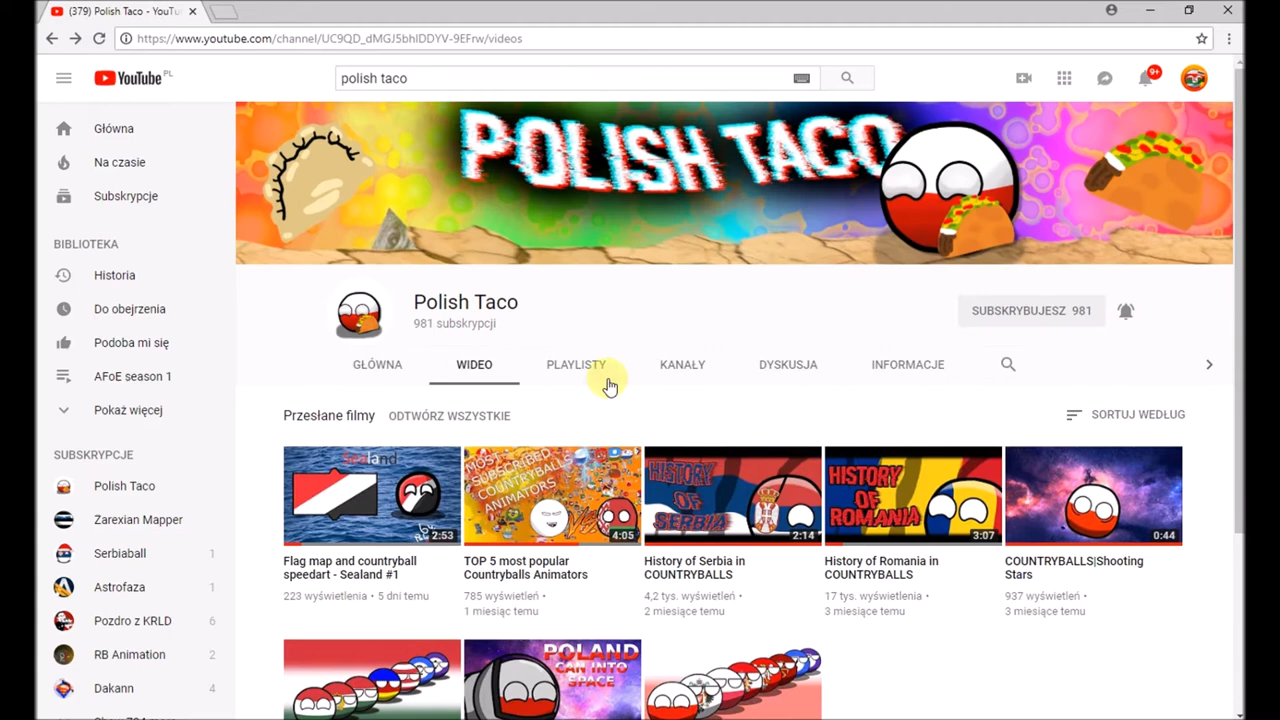 (379) Polish Taco - YouTu
https://www.youtube.com/channel/UC9QD_dMGJ5bhIDDYV-9EFrw/videos
YouTube PL
polish taco
9+
Główna
Na czasie
Subskrypcje
BIBLIOTEKA
Historia
Do obejrzenia
Podoba mi się
AFoE season 1
Pokaż więcej
SUBSKRYPCJE
Polish Taco
Zarexian Mapper
Serbiaball 1
Astrofaza 1
Pozdro z KRLD 6
RB Animation 2
Dakann 4
POLISH TACO
Polish Taco
981 subskrypcji
SUBSKRYBUJESZ 981
GŁÓWNA WIDEO PLAYLISTY KANAŁY DYSKUSJA INFORMACJE
Przesłane filmy ODTWÓRZ WSZYSTKIE SORTUJ WEDŁUG
Sealand
2:53
Flag map and countryball
speedart - Sealand #1
223 wyświetlenia • 5 dni temu
MOST
SUBSCRIBED
COUNTRYBALLS
ANIMATORS
4:05
TOP 5 most popular
Countryballs Animators
785 wyświetleń •
1 miesiąc temu
HISTORY
OF
SERBIA
2:14
History of Serbia in
COUNTRYBALLS
4,2 tys. wyświetleń •
2 miesiące temu
HISTORY
OF
ROMANIA
3:07
History of Romania in
COUNTRYBALLS
17 tys. wyświetleń •
3 miesiące temu
0:44
COUNTRYBALLS|Shooting
Stars
937 wyświetleń •
3 miesiące temu
POLAND
CAN INTO
SPACE